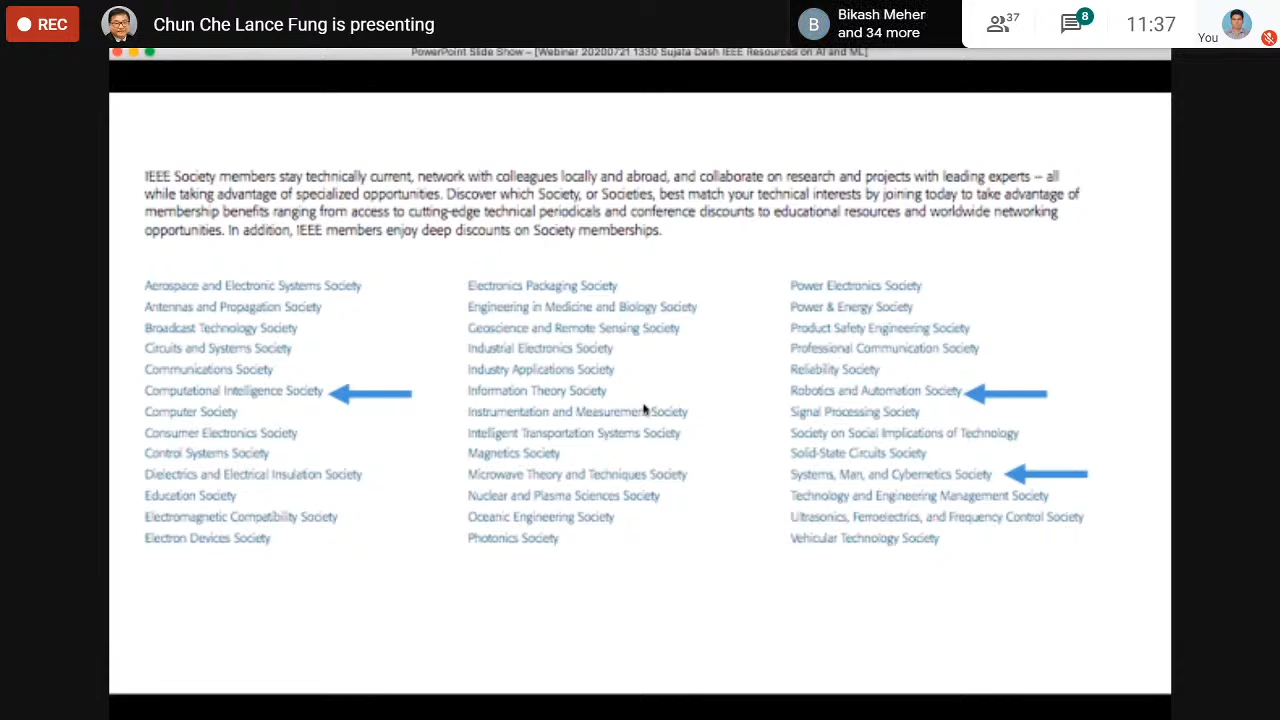 REC
Chun Che Lance Fung is presenting
B
Bikash Meher
and 34 more
37
8
11:37
You
PowerPoint Slide Show - [Webinar 20200721 1330 Sujata Dash IEEE Resources on AI and ML]
IEEE Society members stay technically current, network with colleagues locally and abroad, and collaborate on research and projects with leading experts – all
while taking advantage of specialized opportunities. Discover which Society, or Societies, best match your technical interests by joining today to take advantage of
membership benefits ranging from access to cutting-edge technical periodicals and conference discounts to educational resources and worldwide networking
opportunities. In addition, IEEE members enjoy deep discounts on Society memberships.
Aerospace and Electronic Systems Society
Antennas and Propagation Society
Broadcast Technology Society
Circuits and Systems Society
Communications Society
Computational Intelligence Society
Computer Society
Consumer Electronics Society
Control Systems Society
Dielectrics and Electrical Insulation Society
Education Society
Electromagnetic Compatibility Society
Electron Devices Society
Electronics Packaging Society
Engineering in Medicine and Biology Society
Geoscience and Remote Sensing Society
Industrial Electronics Society
Industry Applications Society
Information Theory Society
Instrumentation and Measurement Society
Intelligent Transportation Systems Society
Magnetics Society
Microwave Theory and Techniques Society
Nuclear and Plasma Sciences Society
Oceanic Engineering Society
Photonics Society
Power Electronics Society
Power & Energy Society
Product Safety Engineering Society
Professional Communication Society
Reliability Society
Robotics and Automation Society
Signal Processing Society
Society on Social Implications of Technology
Solid-State Circuits Society
Systems, Man, and Cybernetics Society
Technology and Engineering Management Society
Ultrasonics, Ferroelectrics, and Frequency Control Society
Vehicular Technology Society